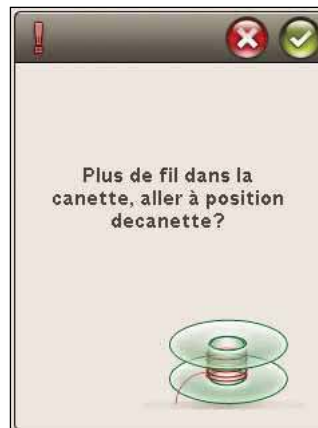 Plus de fil dans la
canette, aller à position
decanette?